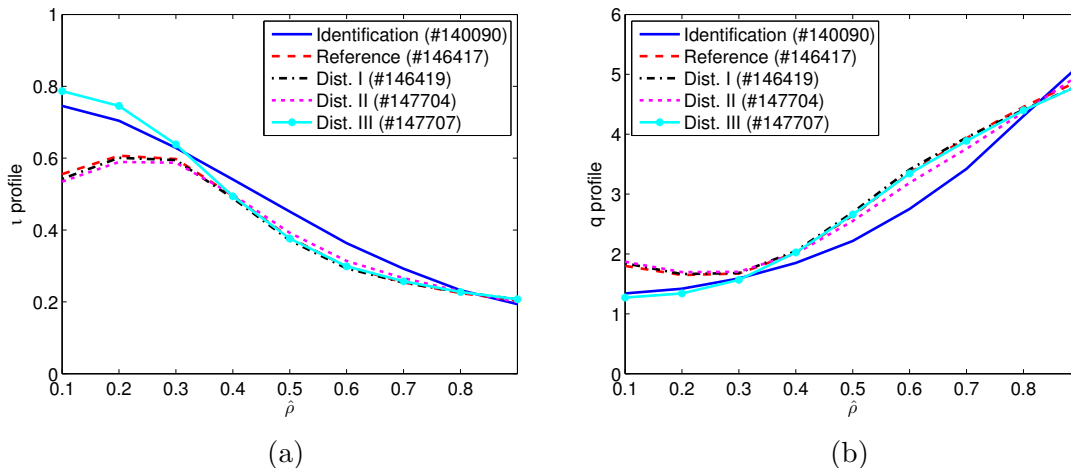 1
0.8
0.6
0.4
0.2
0
0.1
0.2
0.3
0.4
0.5
0.6
0.7
0.8
ι profile
ρ̂
Identification (#140090)
Reference (#146417)
Dist. I (#146419)
Dist. II (#147704)
Dist. III (#147707)
(a)
6
5
4
3
2
1
0
0.1
0.2
0.3
0.4
0.5
0.6
0.7
0.8
q profile
ρ̂
Identification (#140090)
Reference (#146417)
Dist. I (#146419)
Dist. II (#147704)
Dist. III (#147707)
(b)